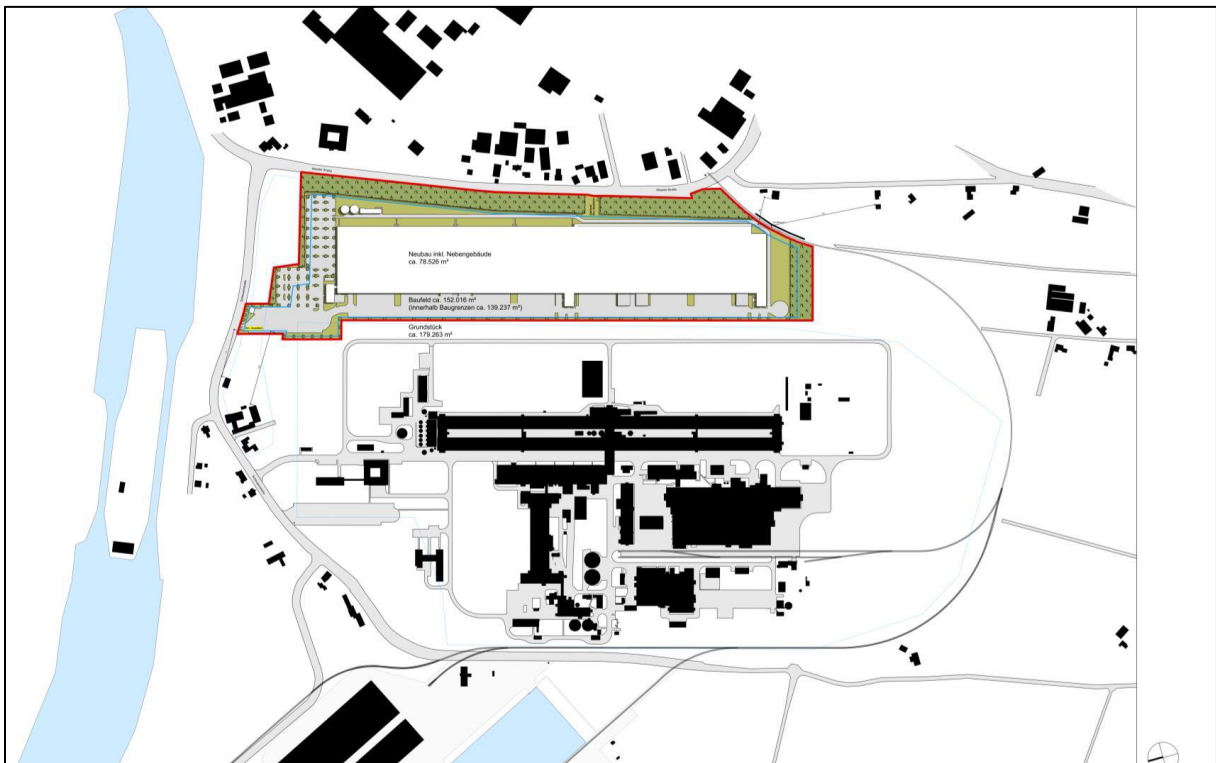 Neubau inkl. Nebengebäude
ca. 78.526 m²
Baufeld ca. 152.016 m²
(innerhalb Baugrenzen ca. 139.237 m²)
Grundstück
ca. 179.263 m²